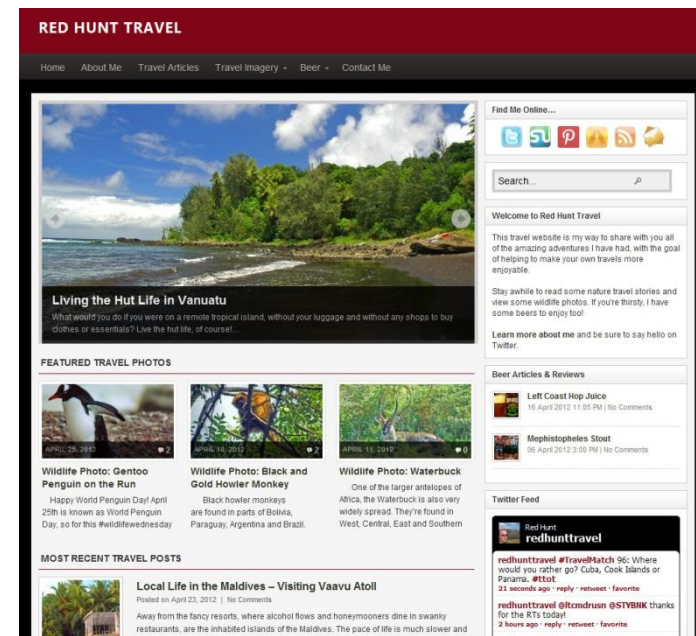 RED HUNT TRAVEL
Home About Me Travel Articles Travel Imagery Beer Contact Me
Living the Hut Life in Vanuatu
What would you do if you were on a remote tropical island, without your luggage and without any shops to buy
clothes or essentials? Live the hut life, of course!...
FEATURED TRAVEL PHOTOS
APRIL 25, 2012 2
Wildlife Photo: Gentoo
Penguin on the Run
Happy World Penguin Day! April
25th is known as World Penguin
Day, so for this #wildlifewednesday
APRIL 18, 2012 2
Wildlife Photo: Black and
Gold Howler Monkey
Black howler monkeys
are found in parts of Bolivia,
Paraguay, Argentina and Brazil.
APRIL 11, 2012 0
Wildlife Photo: Waterbuck
One of the larger antelopes of
Africa, the Waterbuck is also very
widely spread. They're found in
West, Central, East and Southern
MOST RECENT TRAVEL POSTS
Local Life in the Maldives – Visiting Vaavu Atoll
Posted on April 23, 2012 | No Comments
Away from the fancy resorts, where alcohol flows and honeymooners dine in swanky
restaurants, are the inhabited islands of the Maldives. The pace of life is much slower and
Find Me Online...
Search...
Welcome to Red Hunt Travel
This travel website is my way to share with you all
of the amazing adventures I have had, with the goal
of helping to make your own travels more
enjoyable.
Stay awhile to read some nature travel stories and
view some wildlife photos. If you're thirsty, I have
some beers to enjoy too!
Learn more about me and be sure to say hello on
Twitter.
Beer Articles & Reviews
Left Coast Hop Juice
16 April 2012 11:05 PM | No Comments
Mephistopheles Stout
06 April 2012 3:00 PM | No Comments
Twitter Feed
Red Hunt
redhunttravel
redhunttravel #TravelMatch 96: Where
would you rather go? Cuba, Cook Islands or
Panama. #ttot
21 seconds ago · reply · retweet · favorite
redhunttravel @ltcmdrusn @STYBNK thanks
for the RTs today!
2 hours ago · reply · retweet · favorite